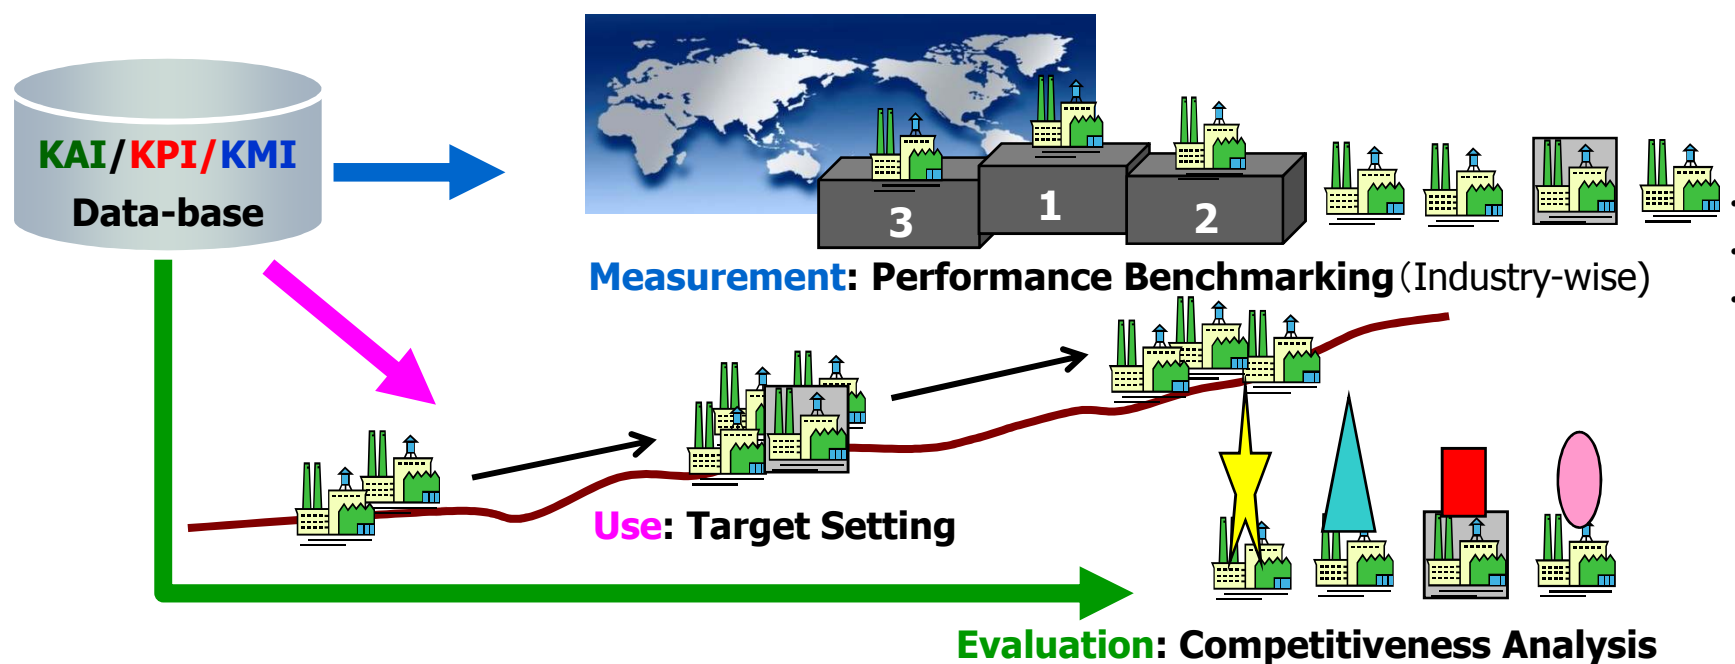 KAI/KPI/KMI
Data-base
3
1
2
Measurement: Performance Benchmarking（Industry-wise)
Use: Target Setting
Evaluation: Competitiveness Analysis